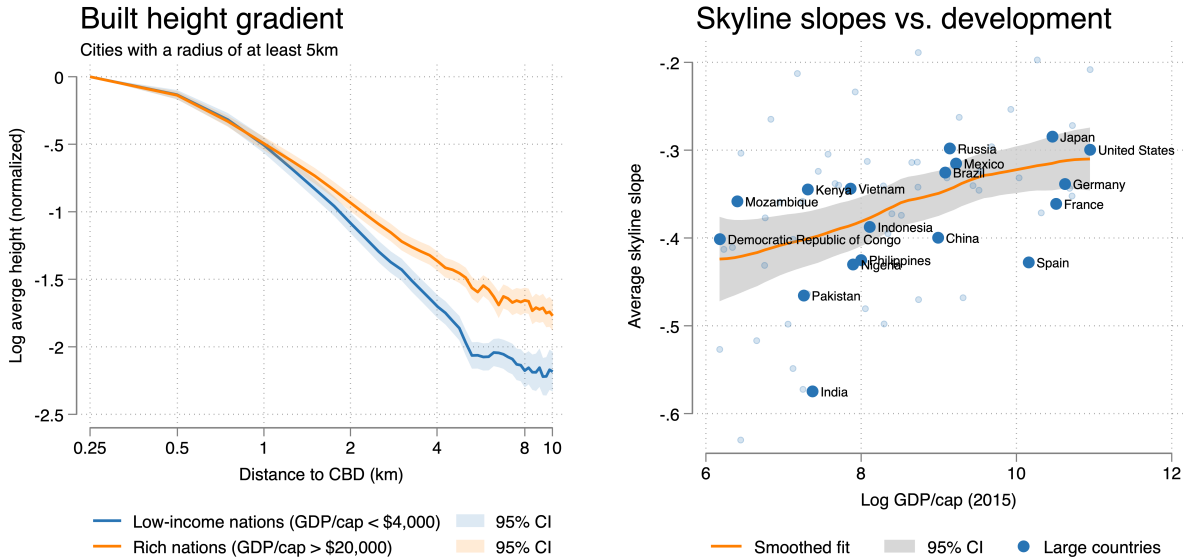 Built height gradient
Cities with a radius of at least 5km
Log averge height (normalized)
0
-.5
-1
-1.5
-2
-2.5
0.25 0.5 1 2 4 8 10
Distance to CBD (km)
Low-income nations (GDP/cap < $4,000) 95% CI
Rich nations (GDP/cap > $20,000) 95% CI
Skyline slopes vs. development
Average skyline slope
-.2
-.3
-.4
-.5
-.6
Japan
Russia
United States
Mexico
Brazil
Germany
Kenya
Vietnam
Mozambique
France
Indonesia
Democratic Republic of Congo
China
Philippines
Nigeria
Spain
Pakistan
India
6 8 10 12
Log GDP/cap (2015)
Smoothed fit 95% CI Large countries